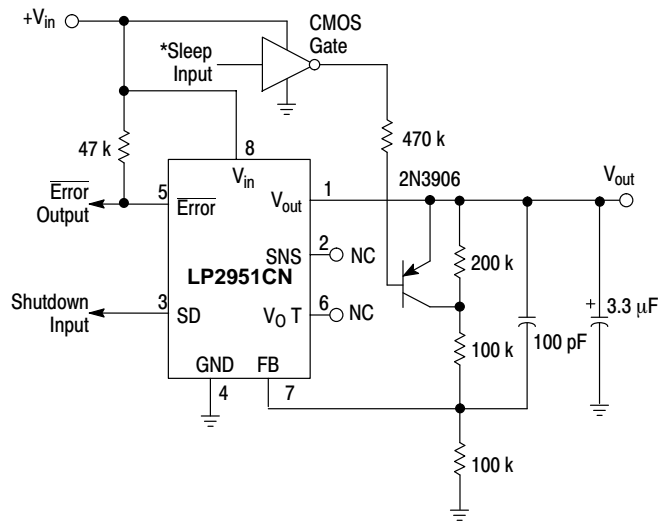 +Vin
*Sleep
Input
CMOS
Gate
47 k
470 k
8
Vin
2N3906
Vout
Error
Output
5
Error
Vout
1
SNS
2
NC
200 k
LP2951CN
Shutdown
Input
3
SD
VO T
6
NC
100 k
100 pF
+
3.3 µF
GND
FB
4
7
100 k